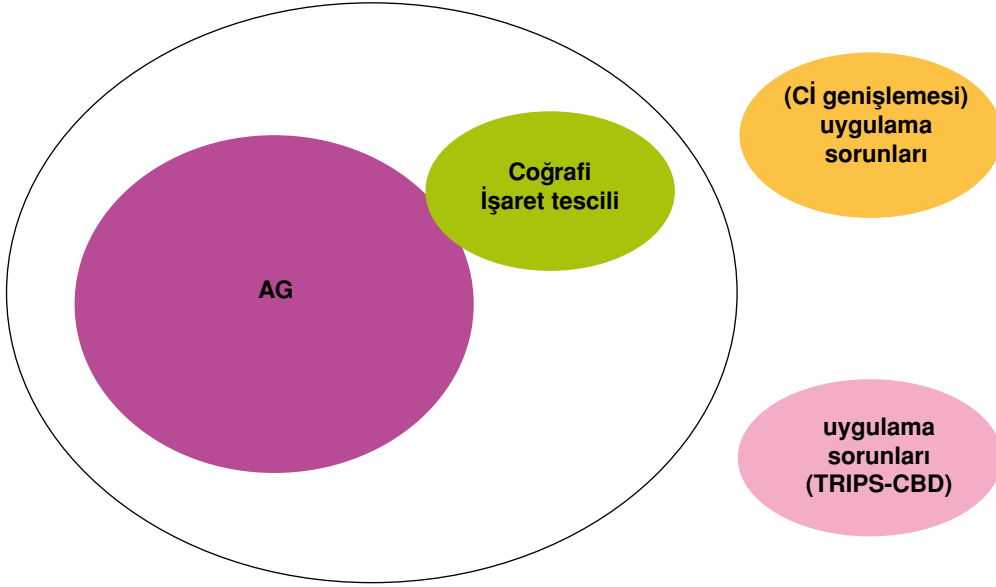 AG
Coğrafi
İşaret tescili
(Cİ genişlemesi)
uygulama
sorunları
uygulama
sorunları
(TRIPS-CBD)